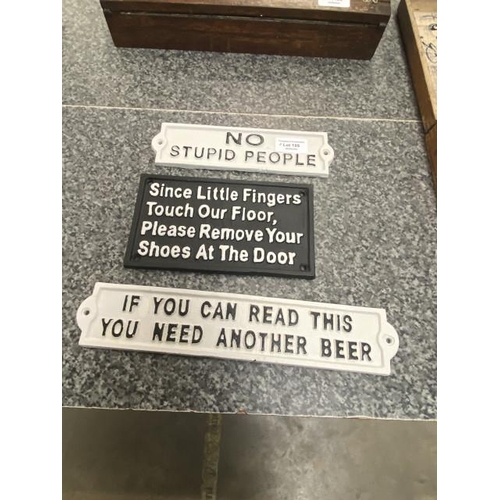 NO
STUPID PEOPLE
Since Little Fingers
Touch Our Floor,
Please Remove Your
Shoes At The Door
IF YOU CAN READ THIS
YOU NEED ANOTHER BEER